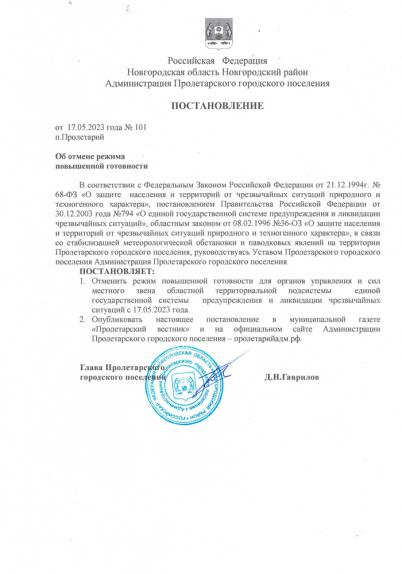 Российская Федерация
Новгородская область Новгородский район
Администрация Пролетарского городского поселения
ПОСТАНОВЛЕНИЕ
от 17.05.2023 года № 101
п.Пролетарий
Об отмене режима
повышенной готовности
В соответствии с Федеральным Законом Российской Федерации от 21.12.1994г. №
68-ФЗ «О защите населения и территорий от чрезвычайных ситуаций природного и
техногенного характера», постановлением Правительства Российской Федерации от
30.12.2003 года №794 «О единой государственной системе предупреждения и ликвидации
чрезвычайных ситуаций», областным законом от 08.02.1996 №36-ОЗ «О защите населения
и территорий от чрезвычайных ситуаций природного и техногенного характера», в связи
со стабилизацией метеорологической обстановки и паводковых явлений на территории
Пролетарского городского поселения, руководствуясь Уставом Пролетарского городского
поселения Администрация Пролетарского городского поселения
ПОСТАНОВЛЯЕТ:
1. Отменить режим повышенной готовности для органов управления и сил
местного звена областной территориальной подсистемы единой
государственной системы предупреждения и ликвидации чрезвычайных
ситуаций с 17.05.2023 года.
2. Опубликовать настоящее постановление в муниципальной газете
«Пролетарский вестник» и на официальном сайте Администрации
Пролетарского городского поселения – пролетарийадм.рф.
Глава Пролетарского
городского поселения Д.Н.Гаврилов